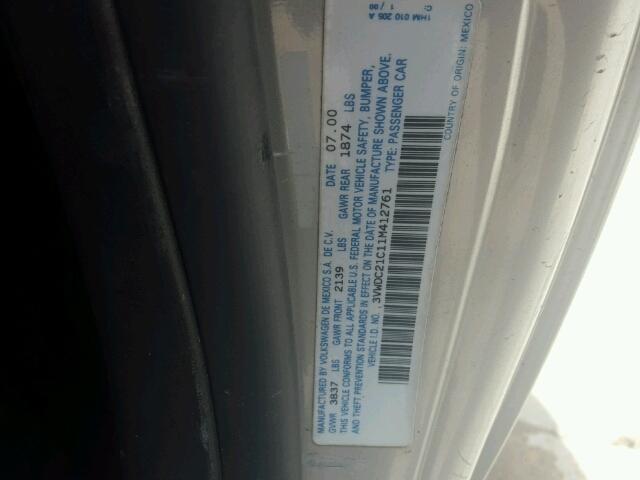 MANUFACTURED BY VOLKSWAGEN DE MEXICO S.A. DE C.V. DATE 07.00
GVWR 3837 LBS GAWR FRONT 2139 LBS GAWR REAR 1874 LBS
THIS VEHICLE CONFORMS TO ALL APPLICABLE U.S. FEDERAL MOTOR VEHICLE SAFETY, BUMPER,
AND THEFT PREVENTION STANDARDS IN EFFECT ON THE DATE OF MANUFACTURE SHOWN ABOVE.
VEHICLE I.D. NO.: 3VWDC21C11M412761 TYPE: PASSENGER CAR
COUNTRY OF ORIGIN: MEXICO
1HM 010 205 A